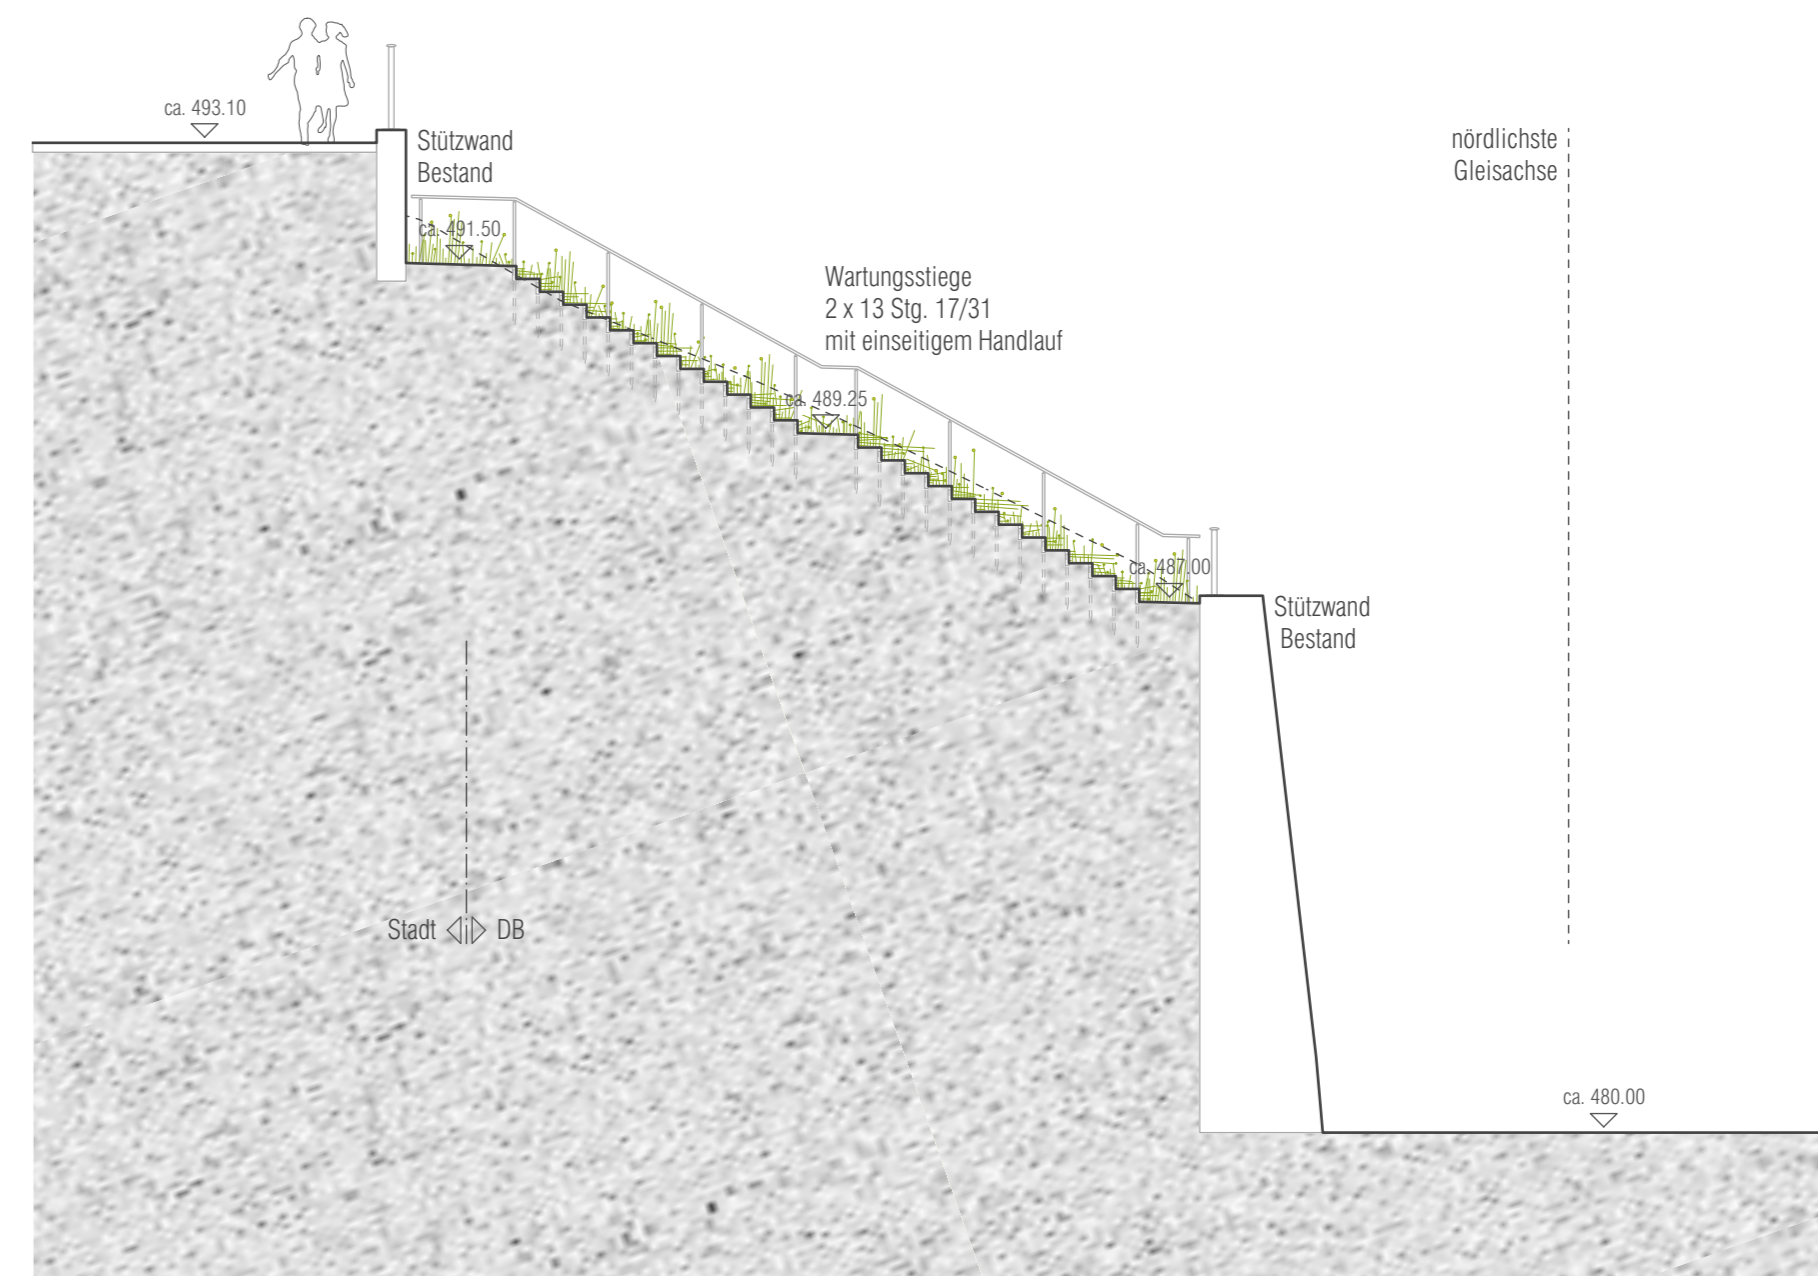 ca. 493.10
Stützwand
Bestand
nördlichste
Gleisachse
ca. 491.50
Wartungsstiege
2 x 13 Stg. 17/31
mit einseitigem Handlauf
ca. 489.25
ca. 487.00
Stützwand
Bestand
Stadt DB
ca. 480.00